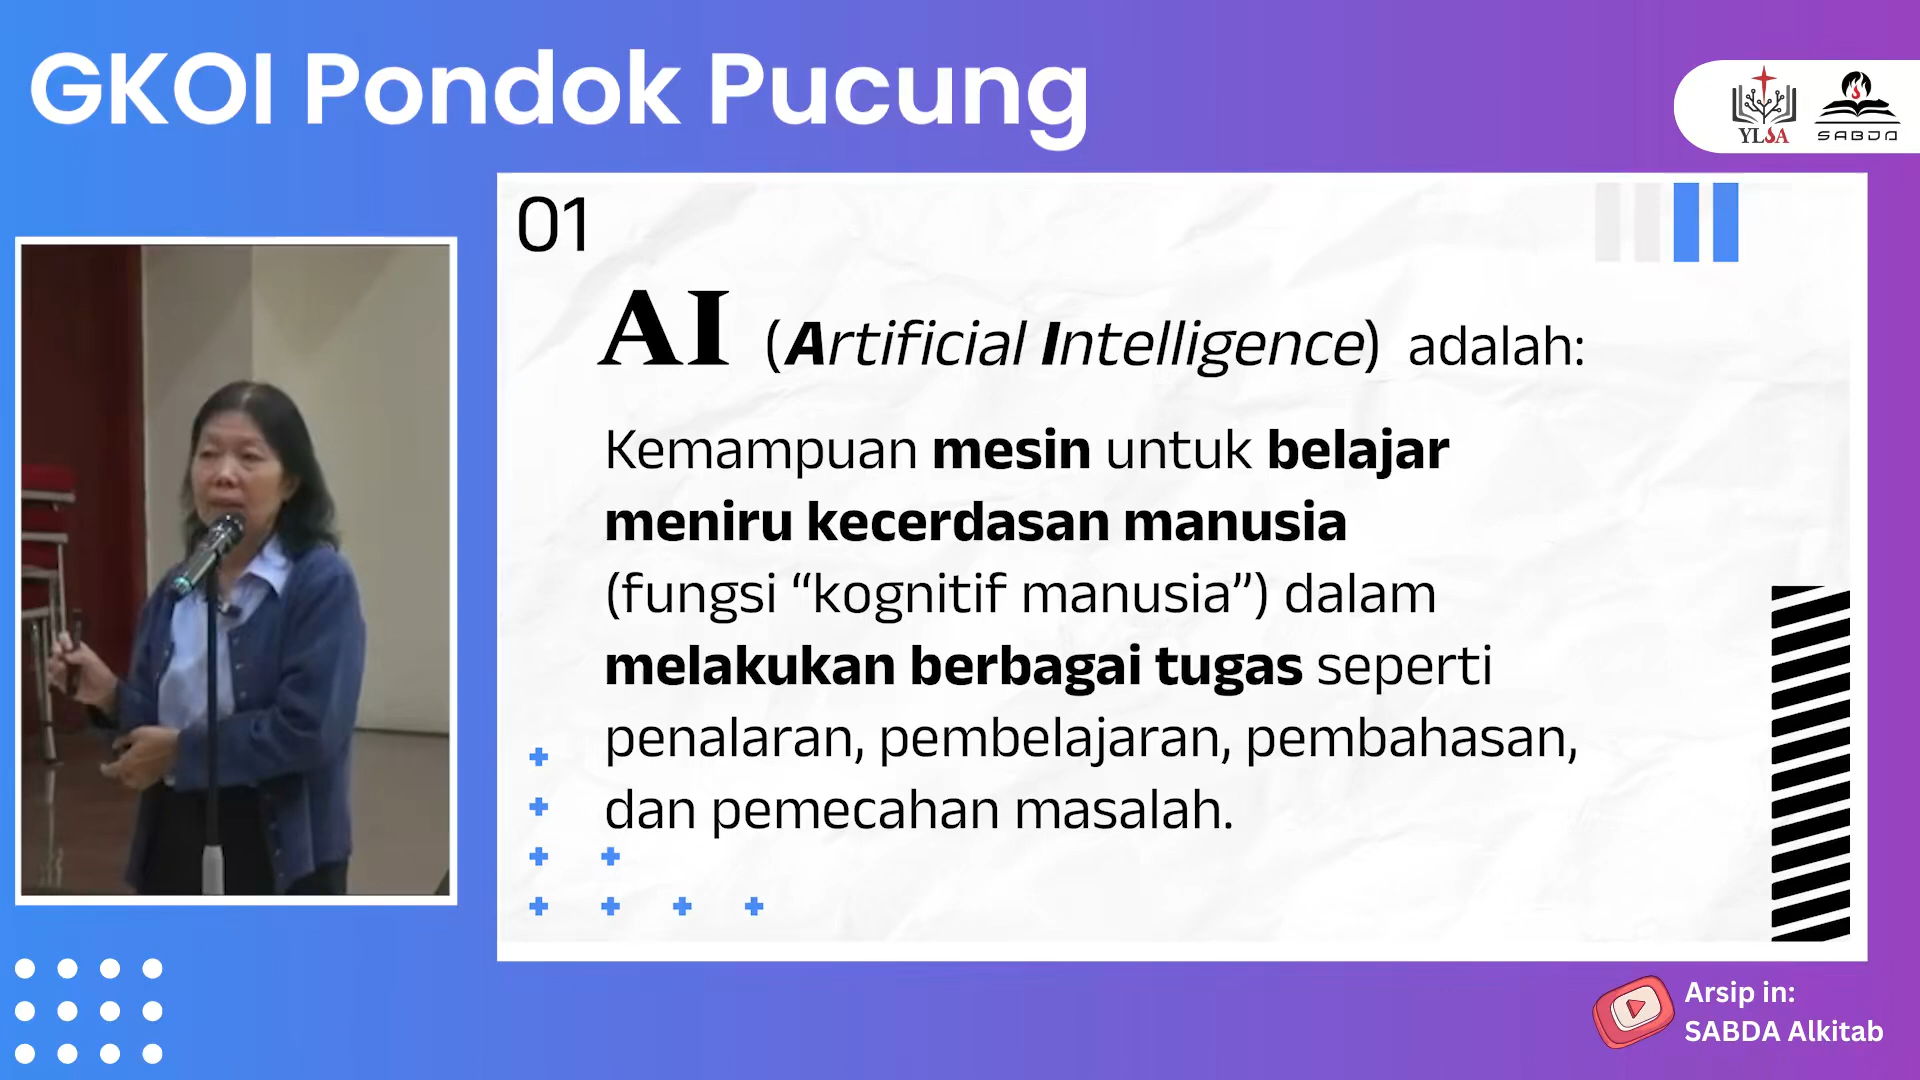 GKOI Pondok Pucung
YLSA
SABDA
01
AI (Artificial Intelligence) adalah:
Kemampuan mesin untuk belajar
meniru kecerdasan manusia
(fungsi “kognitif manusia”) dalam
melakukan berbagai tugas seperti
penalaran, pembelajaran, pembahasan,
dan pemecahan masalah.
Arsip in:
SABDA Alkitab